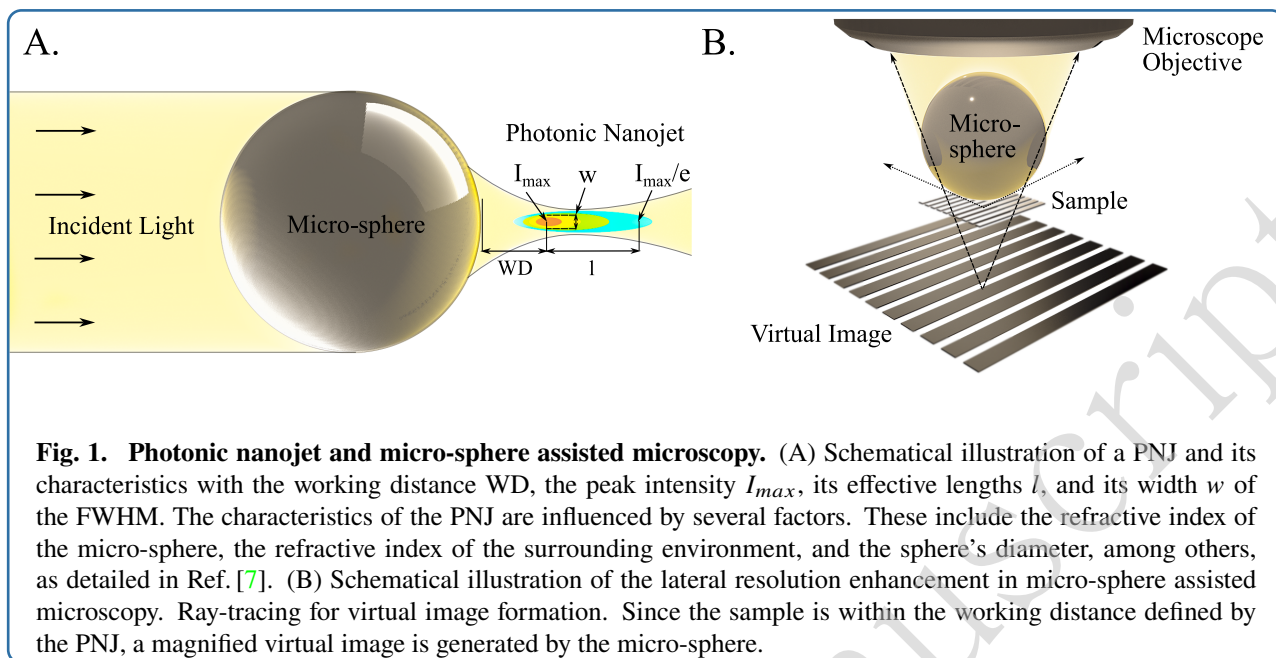 A.
B.
Microscope
Objective
Photonic Nanojet
I_max
w
I_max/e
Incident Light
Micro-sphere
WD
l
Micro-
sphere
Sample
Virtual Image
Fig. 1. Photonic nanojet and micro-sphere assisted microscopy. (A) Schematical illustration of a PNJ and its
characteristics with the working distance WD, the peak intensity I_max, its effective lengths l, and its width w of
the FWHM. The characteristics of the PNJ are influenced by several factors. These include the refractive index of
the micro-sphere, the refractive index of the surrounding environment, and the sphere's diameter, among others,
as detailed in Ref. [7]. (B) Schematical illustration of the lateral resolution enhancement in micro-sphere assisted
microscopy. Ray-tracing for virtual image formation. Since the sample is within the working distance defined by
the PNJ, a magnified virtual image is generated by the micro-sphere.